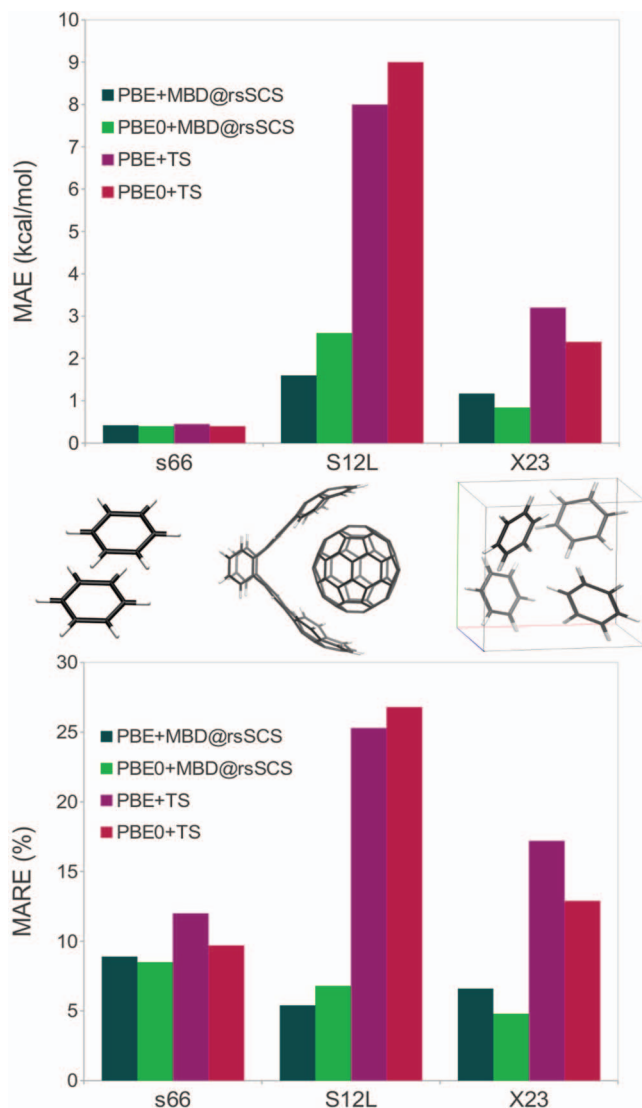 MAE (kcal/mol)
10
9
8
7
6
5
4
3
2
1
0
PBE+MBD@rsSCS
PBE0+MBD@rsSCS
PBE+TS
PBE0+TS
s66 S12L X23
MARE (%)
30
25
20
15
10
5
0
PBE+MBD@rsSCS
PBE0+MBD@rsSCS
PBE+TS
PBE0+TS
s66 S12L X23